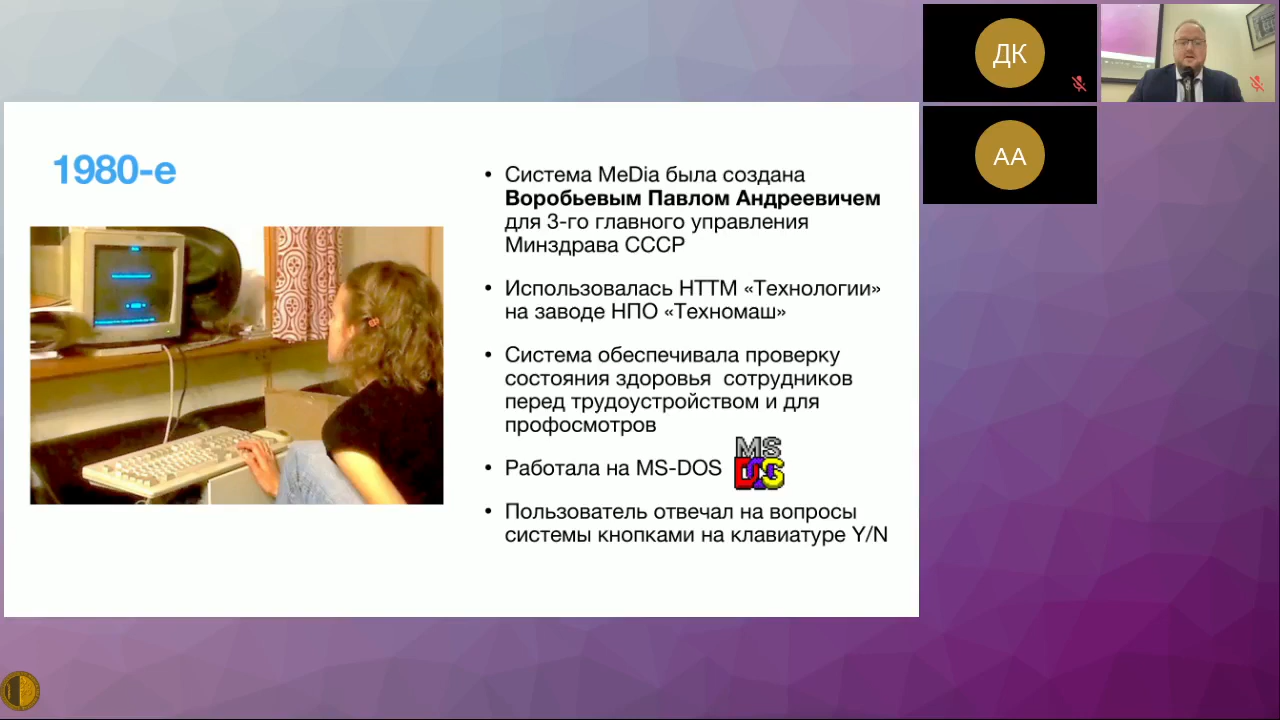 1980-е
• Система MeDia была создана
Воробьевым Павлом Андреевичем
для 3-го главного управления
Минздрава СССР
• Использовалась НТТМ «Технологии»
на заводе НПО «Техномаш»
• Система обеспечивала проверку
состояния здоровья сотрудников
перед трудоустройством и для
профосмотров
• Работала на MS-DOS
MS
DOS
• Пользователь отвечал на вопросы
системы кнопками на клавиатуре Y/N
ДК
АА